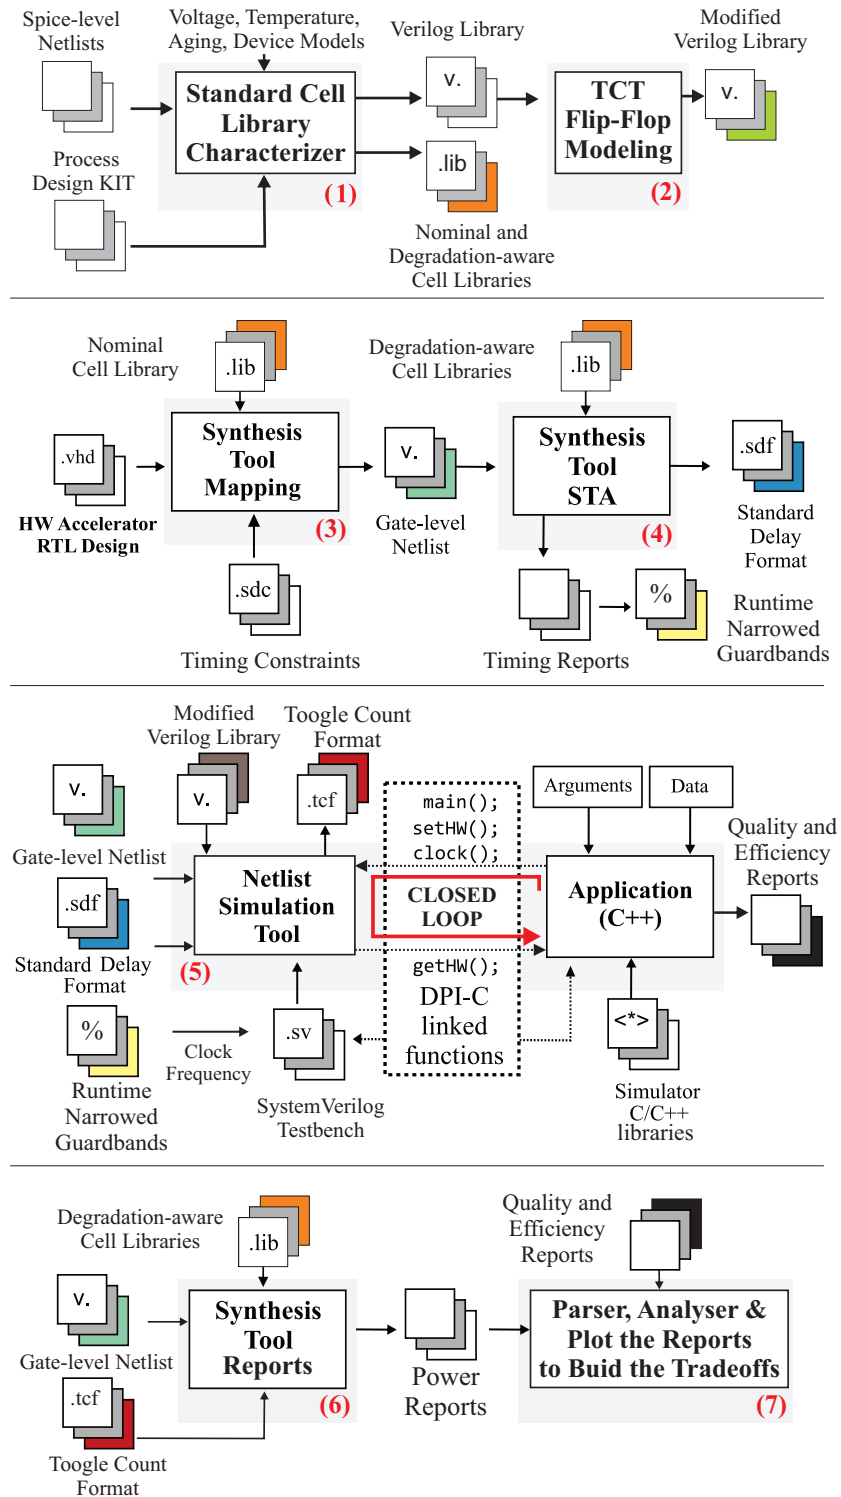 Spice-level
Netlists
Voltage, Temperature,
Aging, Device Models
Verilog Library
Modified
Verilog Library
v.
v.
Standard Cell
Library
Characterizer
(1)
TCT
Flip-Flop
Modeling
(2)
Process
Design KIT
.lib
Nominal and
Degradation-aware
Cell Libraries
Nominal
Cell Library
.lib
Degradation-aware
Cell Libraries
.lib
.vhd
HW Accelerator
RTL Design
Synthesis
Tool
Mapping
(3)
v.
Gate-level
Netlist
Synthesis
Tool
STA
(4)
.sdf
Standard
Delay
Format
.sdc
Timing Constraints
Timing Reports
%
Runtime
Narrowed
Guardbands
Modified
Verilog Library
v.
Toogle Count
Format
.tcf
v.
Gate-level Netlist
.sdf
Standard Delay
Format
Netlist
Simulation
Tool
(5)
main();
setHW();
clock();
CLOSED
LOOP
getHW();
DPI-C
linked
functions
Arguments
Data
Application
(C++)
Quality and
Efficiency
Reports
%
Runtime
Narrowed
Guardbands
Clock
Frequency
.sv
SystemVerilog
Testbench
<*>
Simulator
C/C++
libraries
Degradation-aware
Cell Libraries
.lib
v.
Gate-level Netlist
.tcf
Toogle Count
Format
Synthesis
Tool
Reports
(6)
Power
Reports
Quality and
Efficiency
Reports
Parser, Analyser &
Plot the Reports
to Buid the Tradeoffs
(7)